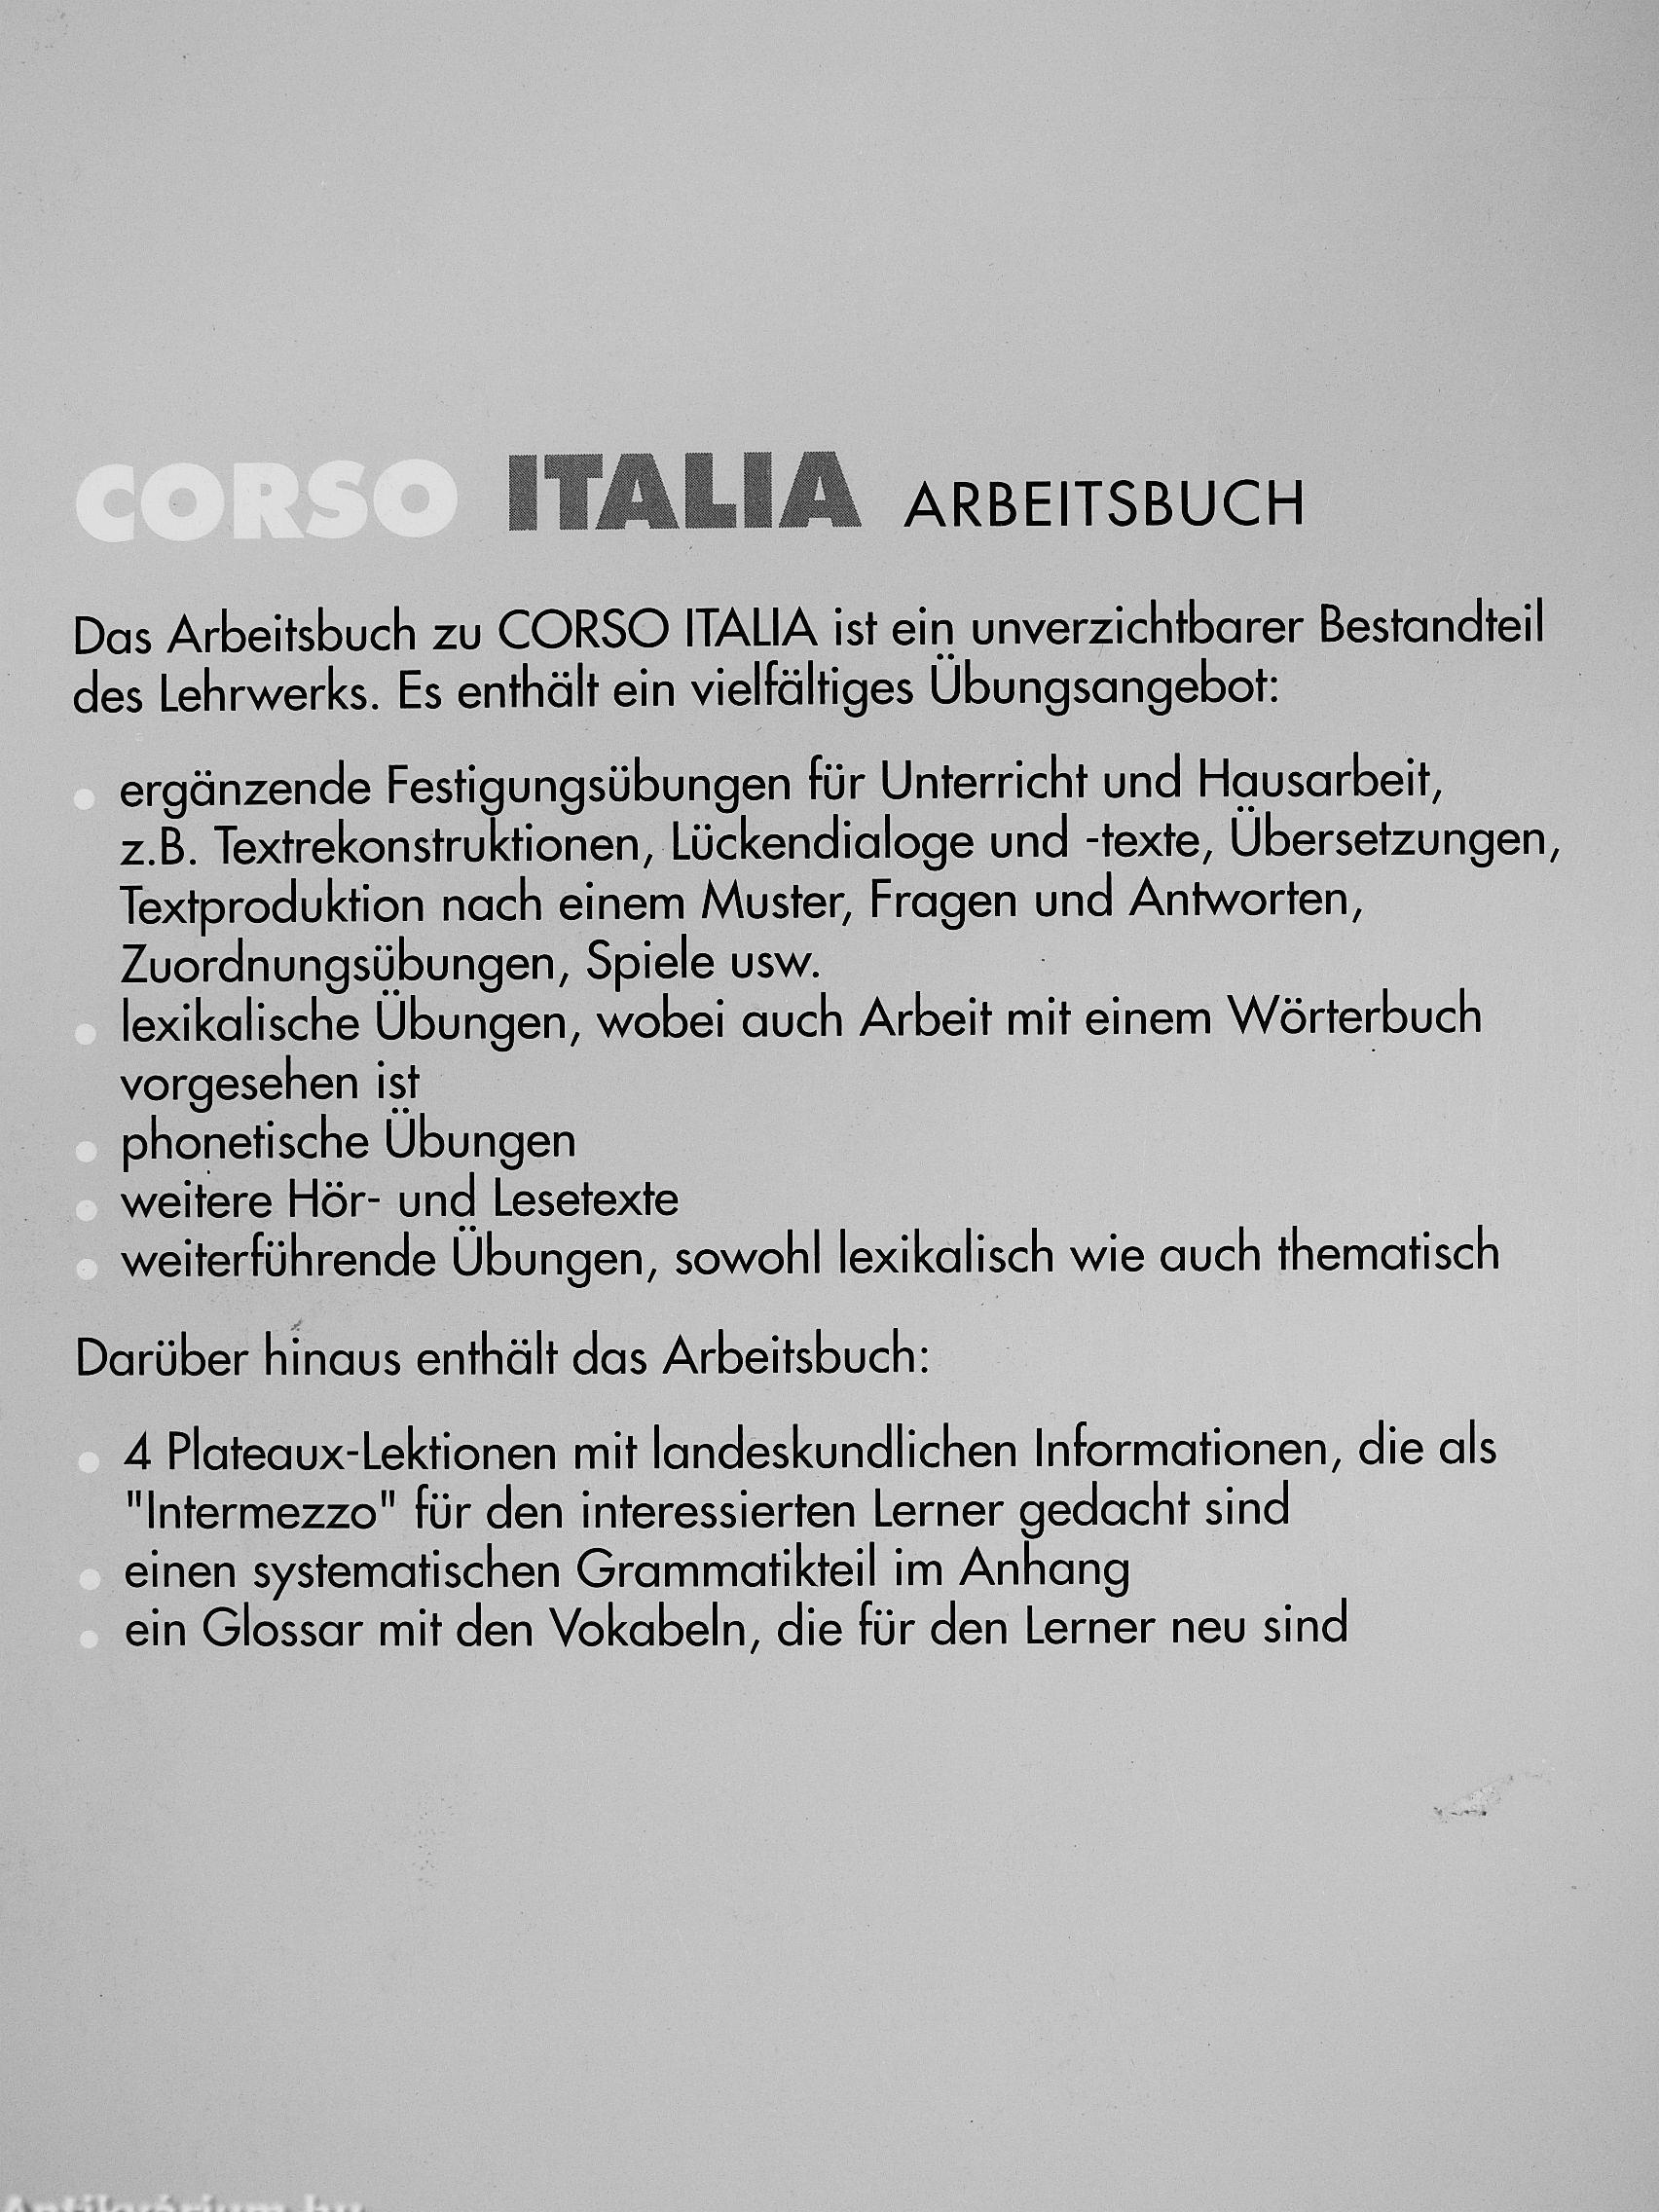 CORSO ITALIA ARBEITSBUCH
Das Arbeitsbuch zu CORSO ITALIA ist ein unverzichtbarer Bestandteil
des Lehrwerks. Es enthält ein vielfältiges Übungsangebot:
ergänzende Festigungsübungen für Unterricht und Hausarbeit,
z.B. Textrekonstruktionen, Lückendialoge und -texte, Übersetzungen,
Textproduktion nach einem Muster, Fragen und Antworten,
Zuordnungsübungen, Spiele usw.
lexikalische Übungen, wobei auch Arbeit mit einem Wörterbuch
vorgesehen ist
phonetische Übungen
weitere Hör- und Lesetexte
weiterführende Übungen, sowohl lexikalisch wie auch thematisch
Darüber hinaus enthält das Arbeitsbuch:
4 Plateaux-Lektionen mit landeskundlichen Informationen, die als
"Intermezzo" für den interessierten Lerner gedacht sind
einen systematischen Grammatikteil im Anhang
ein Glossar mit den Vokabeln, die für den Lerner neu sind